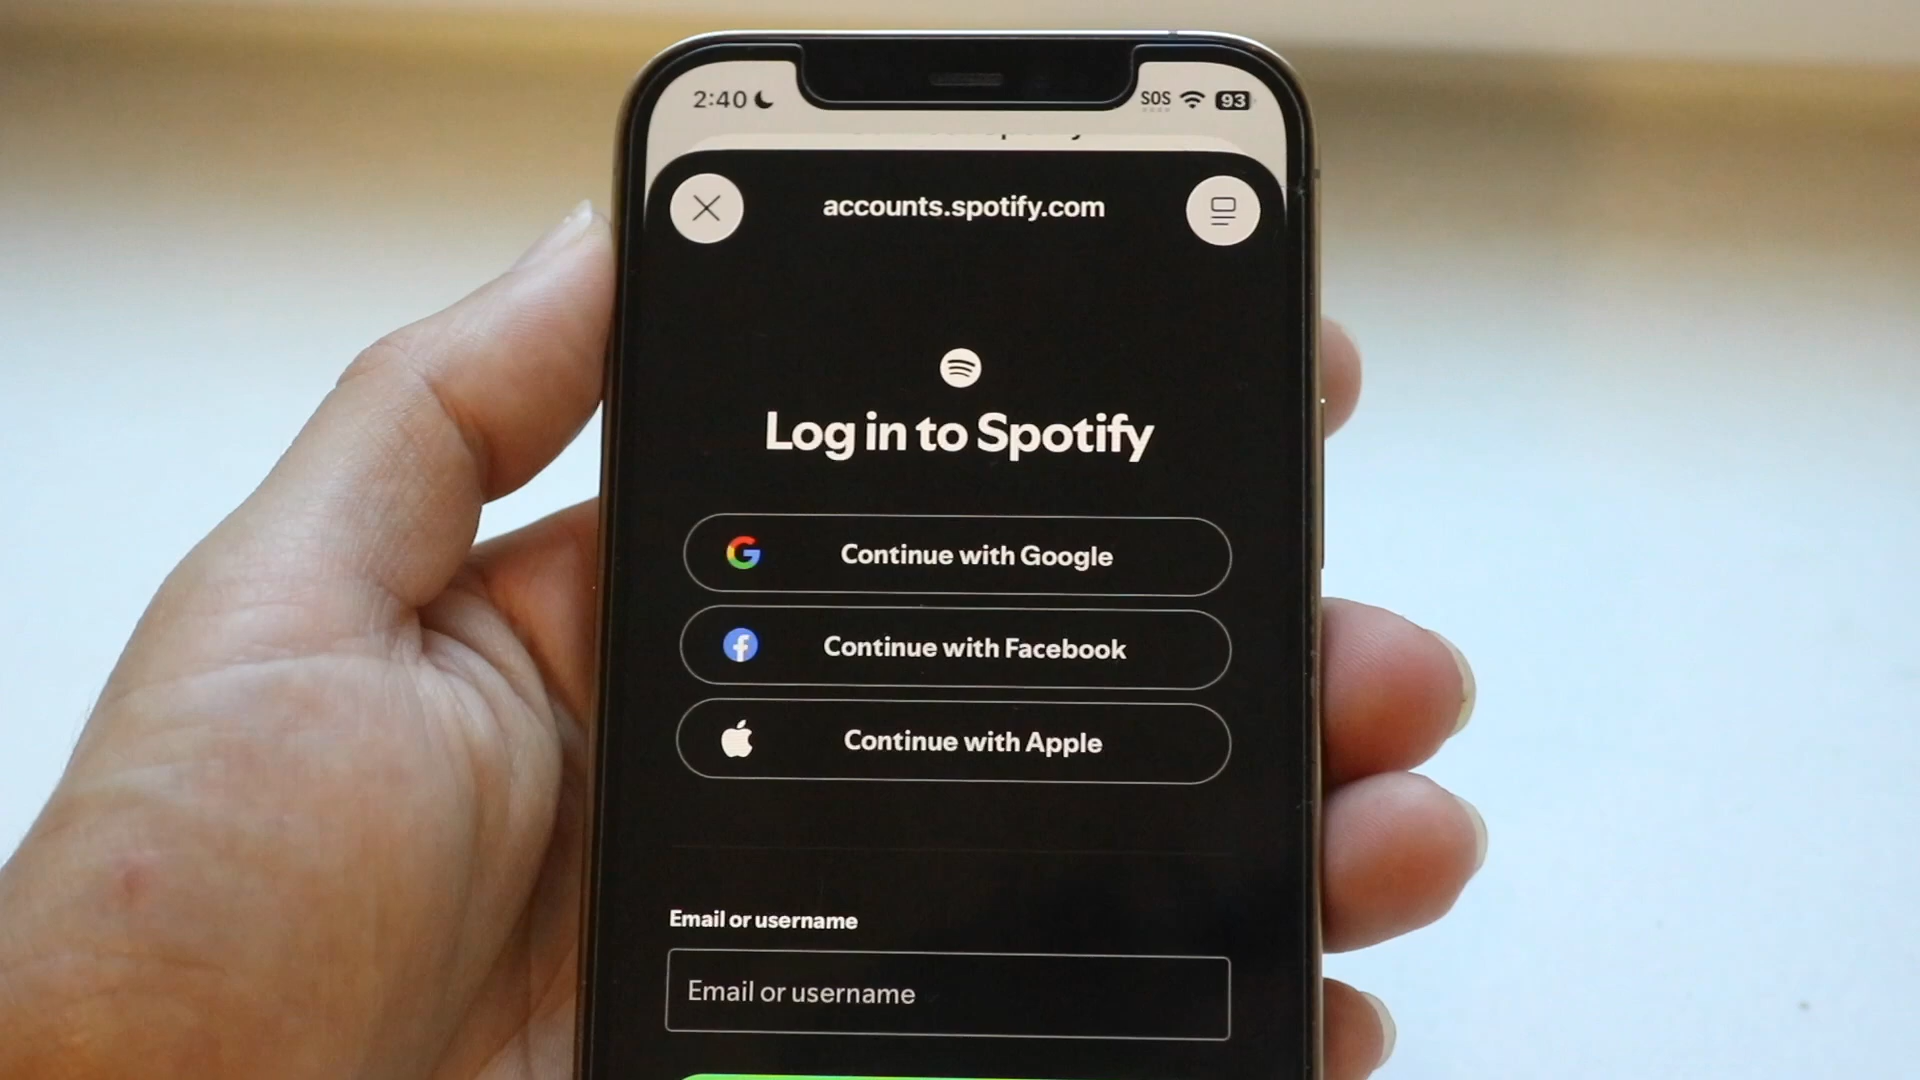 2:40
SOS 93
accounts.spotify.com
Log in to Spotify
Continue with Google
Continue with Facebook
Continue with Apple
Email or username
Email or username